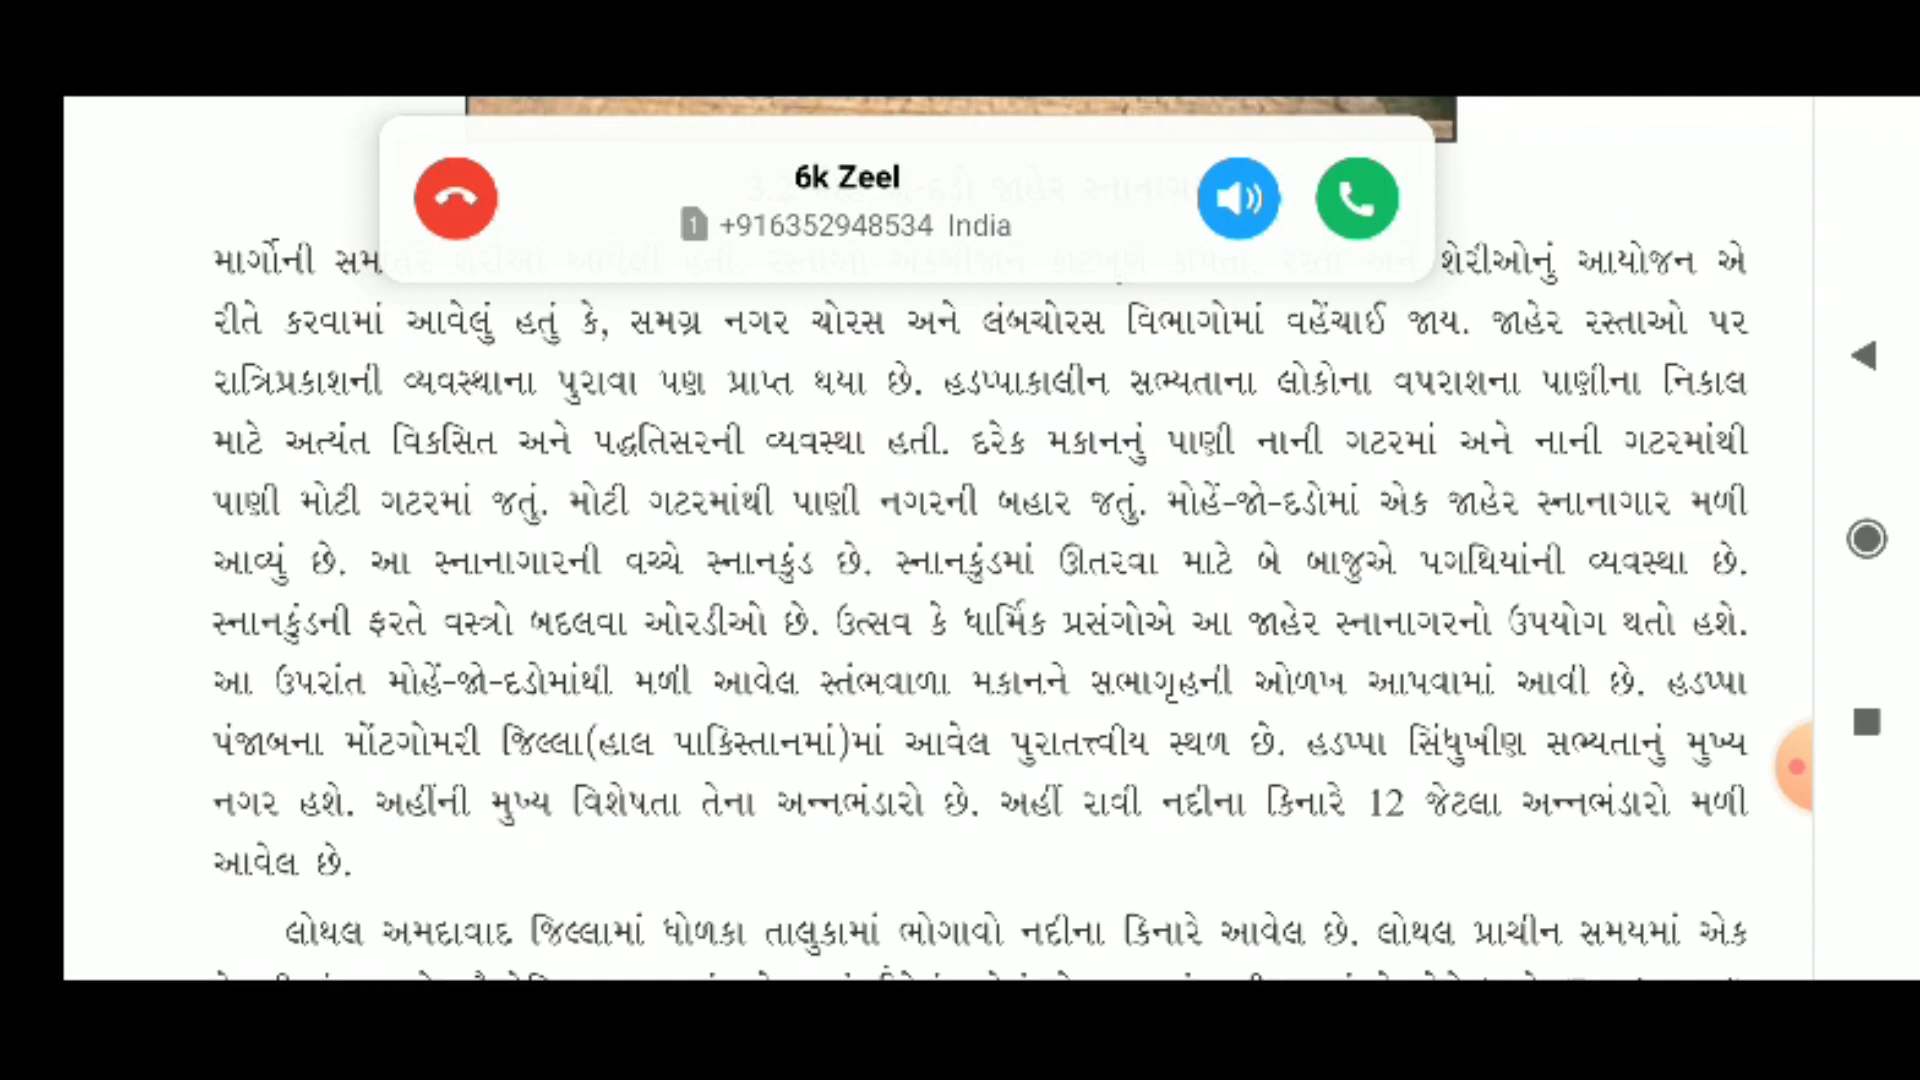 6k Zeel
1 +916352948534 India
માર્ગોની સમ શેરીઓનું આયોજન એ
રીતે કરવામાં આવેલું હતું કે, સમગ્ર નગર ચોરસ અને લંબચોરસ વિભાગોમાં વહેંચાઈ જાય. જાહેર રસ્તાઓ પર
રાત્રિપ્રકાશની વ્યવસ્થાના પુરાવા પણ પ્રાપ્ત થયા છે. હડપ્પાકાલીન સભ્યતાના લોકોના વપરાશના પાણીના નિકાલ
માટે અત્યંત વિકસિત અને પદ્ધતિસરની વ્યવસ્થા હતી. દરેક મકાનનું પાણી નાની ગટરમાં અને નાની ગટરમાંથી
પાણી મોટી ગટરમાં જતું. મોટી ગટરમાંથી પાણી નગરની બહાર જતું. મોહેં-જો-દડોમાં એક જાહેર સ્નાનાગાર મળી
આવ્યું છે. આ સ્નાનાગારની વચ્ચે સ્નાનકુંડ છે. સ્નાનકુંડમાં ઊતરવા માટે બે બાજુએ પગથિયાંની વ્યવસ્થા છે.
સ્નાનકુંડની ફરતે વસ્ત્રો બદલવા ઓરડીઓ છે. ઉત્સવ કે ધાર્મિક પ્રસંગોએ આ જાહેર સ્નાનાગરનો ઉપયોગ થતો હશે.
આ ઉપરાંત મોહેં-જો-દડોમાંથી મળી આવેલ સ્તંભવાળા મકાનને સભાગૃહની ઓળખ આપવામાં આવી છે. હડપ્પા
પંજાબના મોંટગોમરી જિલ્લા(હાલ પાકિસ્તાનમાં)માં આવેલ પુરાતત્ત્વીય સ્થળ છે. હડપ્પા સિંધુખીણ સભ્યતાનું મુખ્ય
નગર હશે. અહીંની મુખ્ય વિશેષતા તેના અન્નભંડારો છે. અહીં રાવી નદીના કિનારે 12 જેટલા અન્નભંડારો મળી
આવેલ છે.
લોથલ અમદાવાદ જિલ્લામાં ધોળકા તાલુકામાં ભોગાવો નદીના કિનારે આવેલ છે. લોથલ પ્રાચીન સમયમાં એક